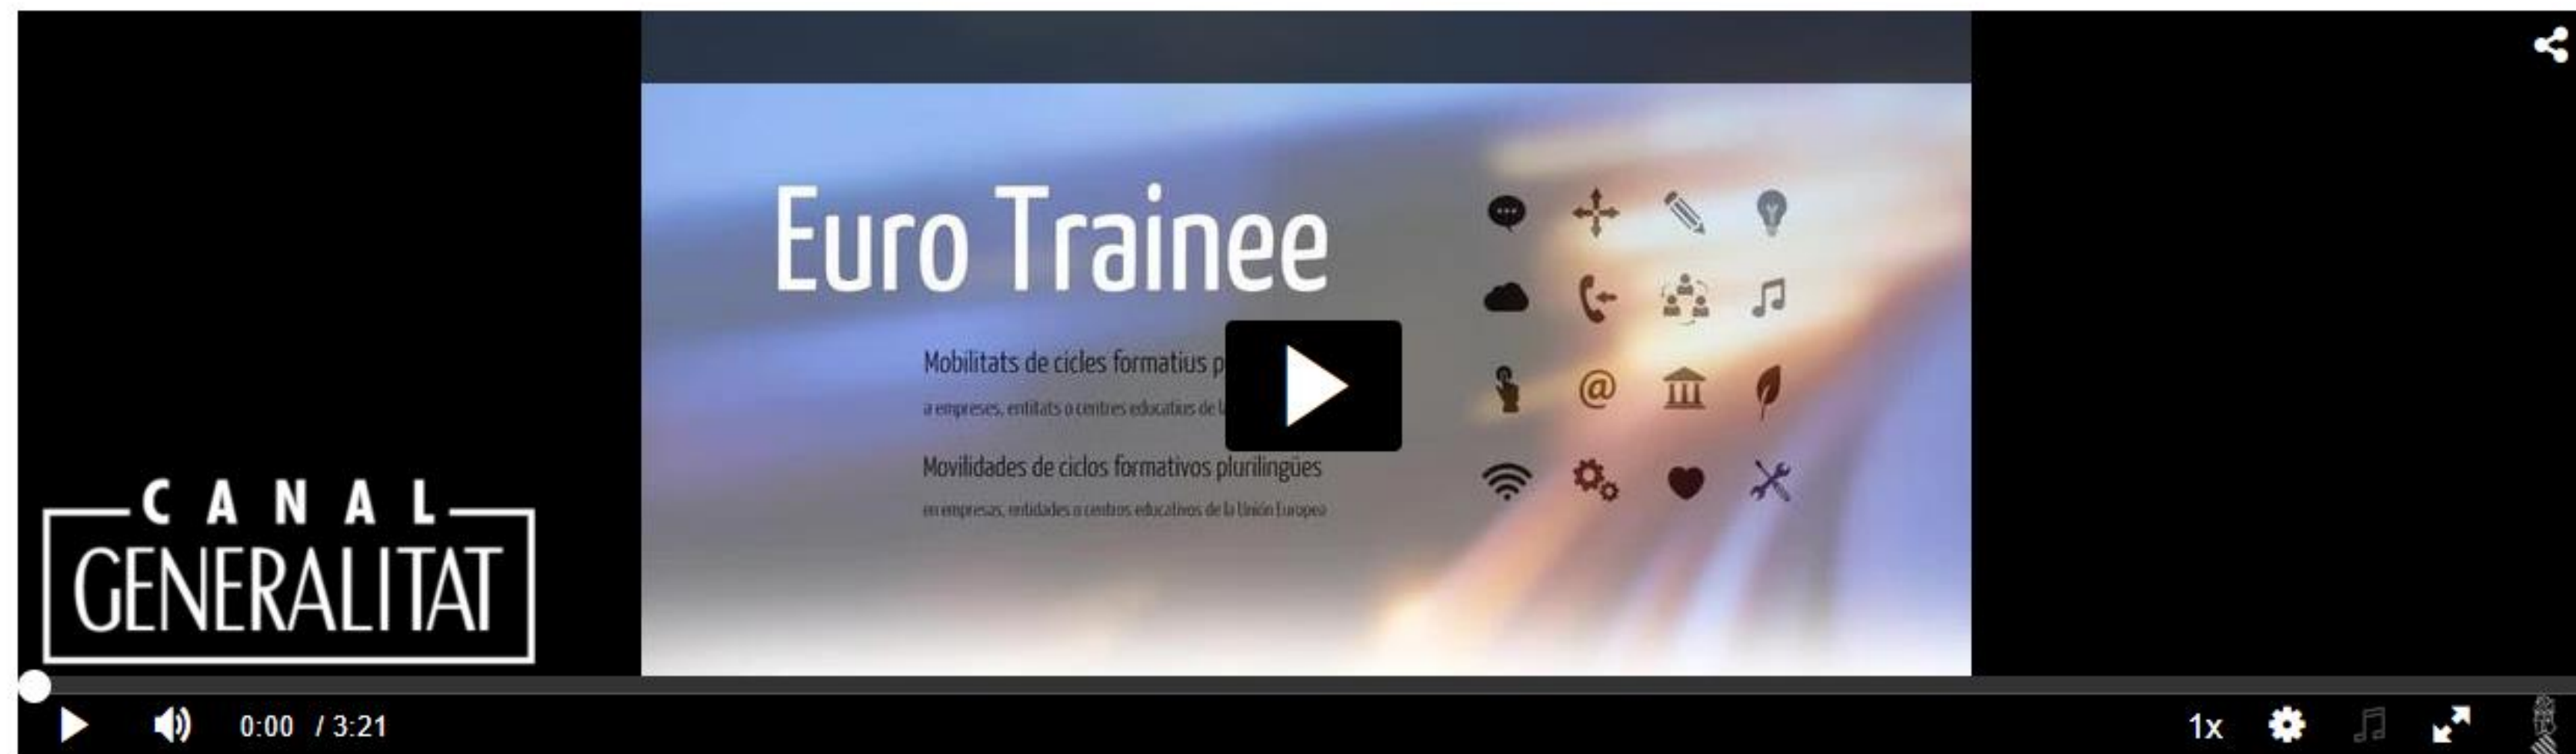 Euro Trainee
Mobilitats de cicles formatius p
a empreses, entitats o centres educatius de l
Movilidades de ciclos formativos plurilingües
en empresas, entidades o centros educativos de la Unión Europea
CANAL
GENERALITAT
0:00 / 3:21
1x